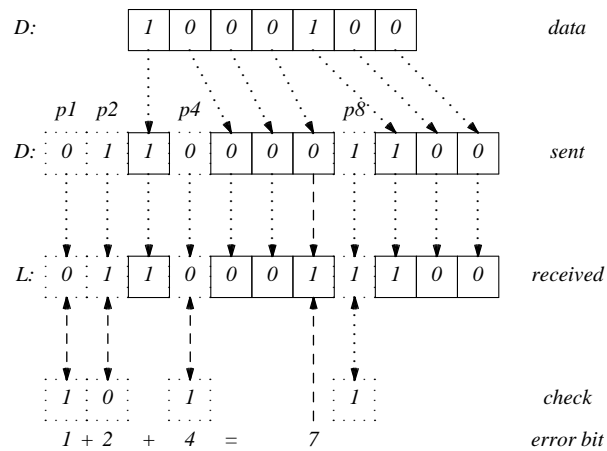 D: 1 0 0 0 1 0 0 data
p1 p2 p4 p8
D: 0 1 1 0 0 0 0 1 1 0 0 sent
L: 0 1 1 0 0 0 1 1 1 0 0 received
1 0 1 1 check
1 + 2 + 4 = 7 error bit